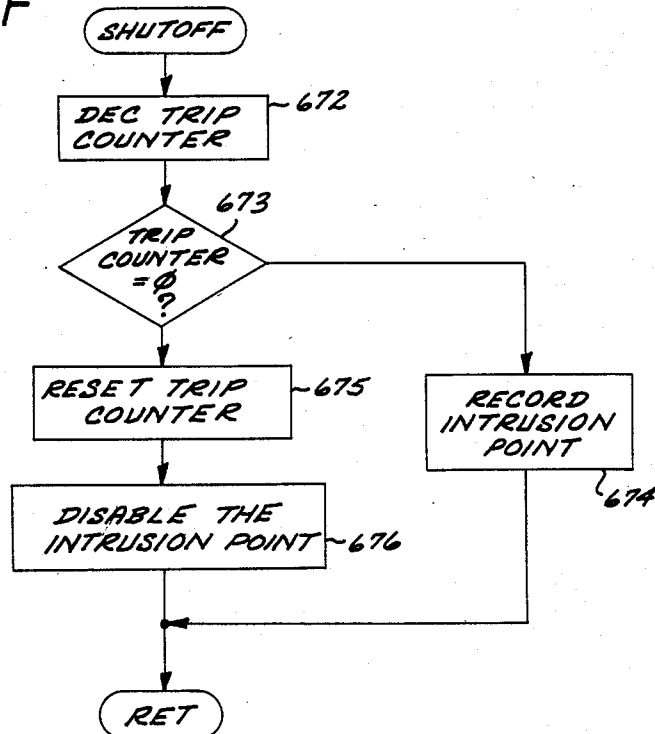 SHUTOFF
DEC TRIP
COUNTER
672
673
TRIP
COUNTER
=Ø
?
RESET TRIP
COUNTER
675
RECORD
INTRUSION
POINT
674
DISABLE THE
INTRUSION POINT
676
RET